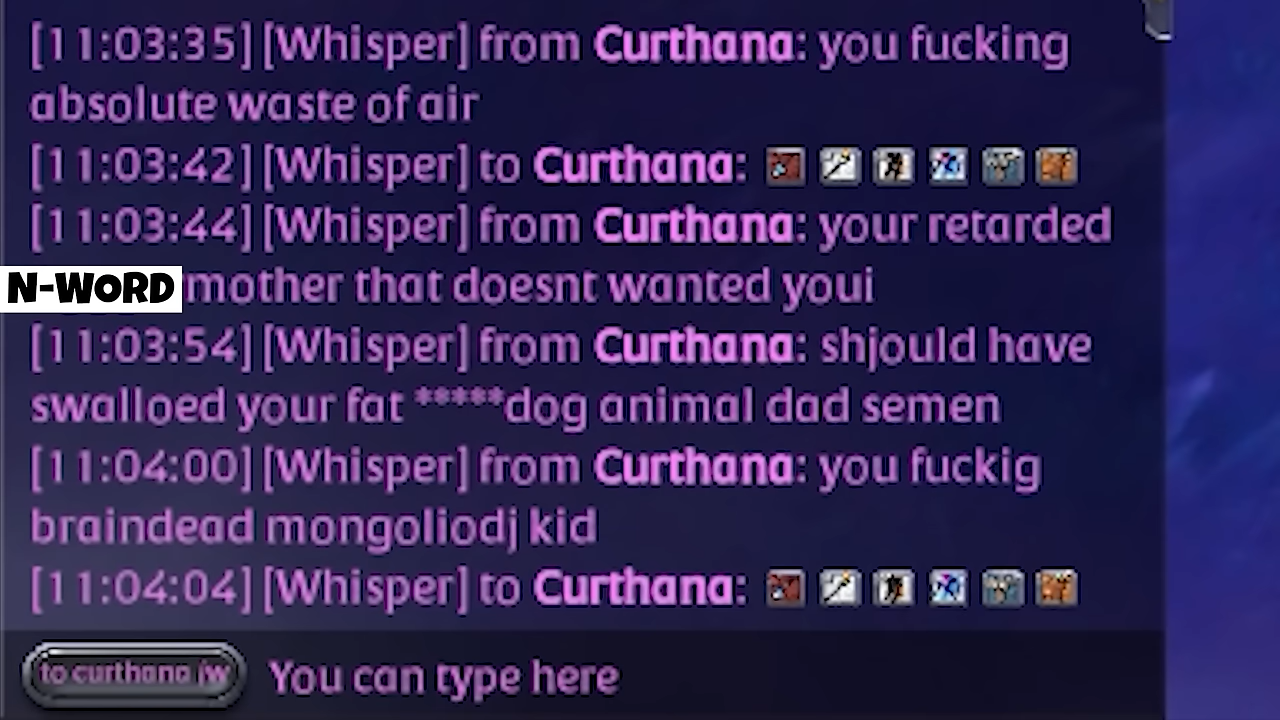 [11:03:35] [Whisper] from Curthana: you fucking
absolute waste of air
[11:03:42] [Whisper] to Curthana:
[11:03:44] [Whisper] from Curthana: your retarded
N-WORD mother that doesnt wanted youi
[11:03:54] [Whisper] from Curthana: shjould have
swalloed your fat *****dog animal dad semen
[11:04:00] [Whisper] from Curthana: you fuckig
braindead mongoliodj kid
[11:04:04] [Whisper] to Curthana:
to curthana /w You can type here